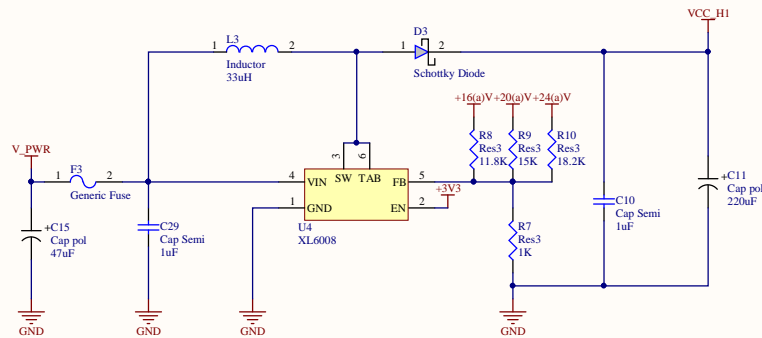 VCC_H1
D3
1 2
Schottky Diode
L3
1 2
Inductor
33uH
+16(a)V +20(a)V +24(a)V
R8
Res3
11.8K
R9
Res3
15K
R10
Res3
18.2K
V_PWR
F3
1 2
Generic Fuse
3 6
SW TAB
4 VIN FB 5
1 GND EN 2
+3V3
U4
XL6008
+C15
Cap pol
47uF
C29
Cap Semi
1uF
R7
Res3
1K
C10
Cap Semi
1uF
+C11
Cap pol
220uF
GND
GND
GND
GND